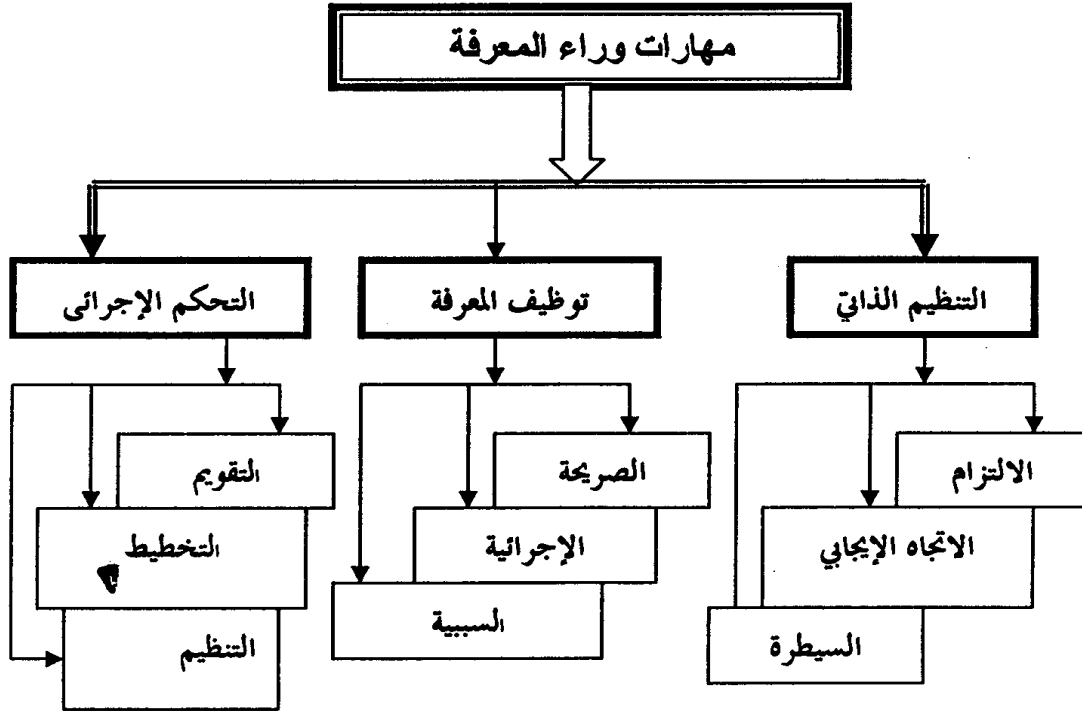 مهارات وراء المعرفة
التنظيم الذاتي
توظيف المعرفة
التحكم الإجرائى
الالتزام
الاتجاه الإيجابي
السيطرة
الصريحة
الإجرائية
السببية
التقويم
التخطيط
التنظيم